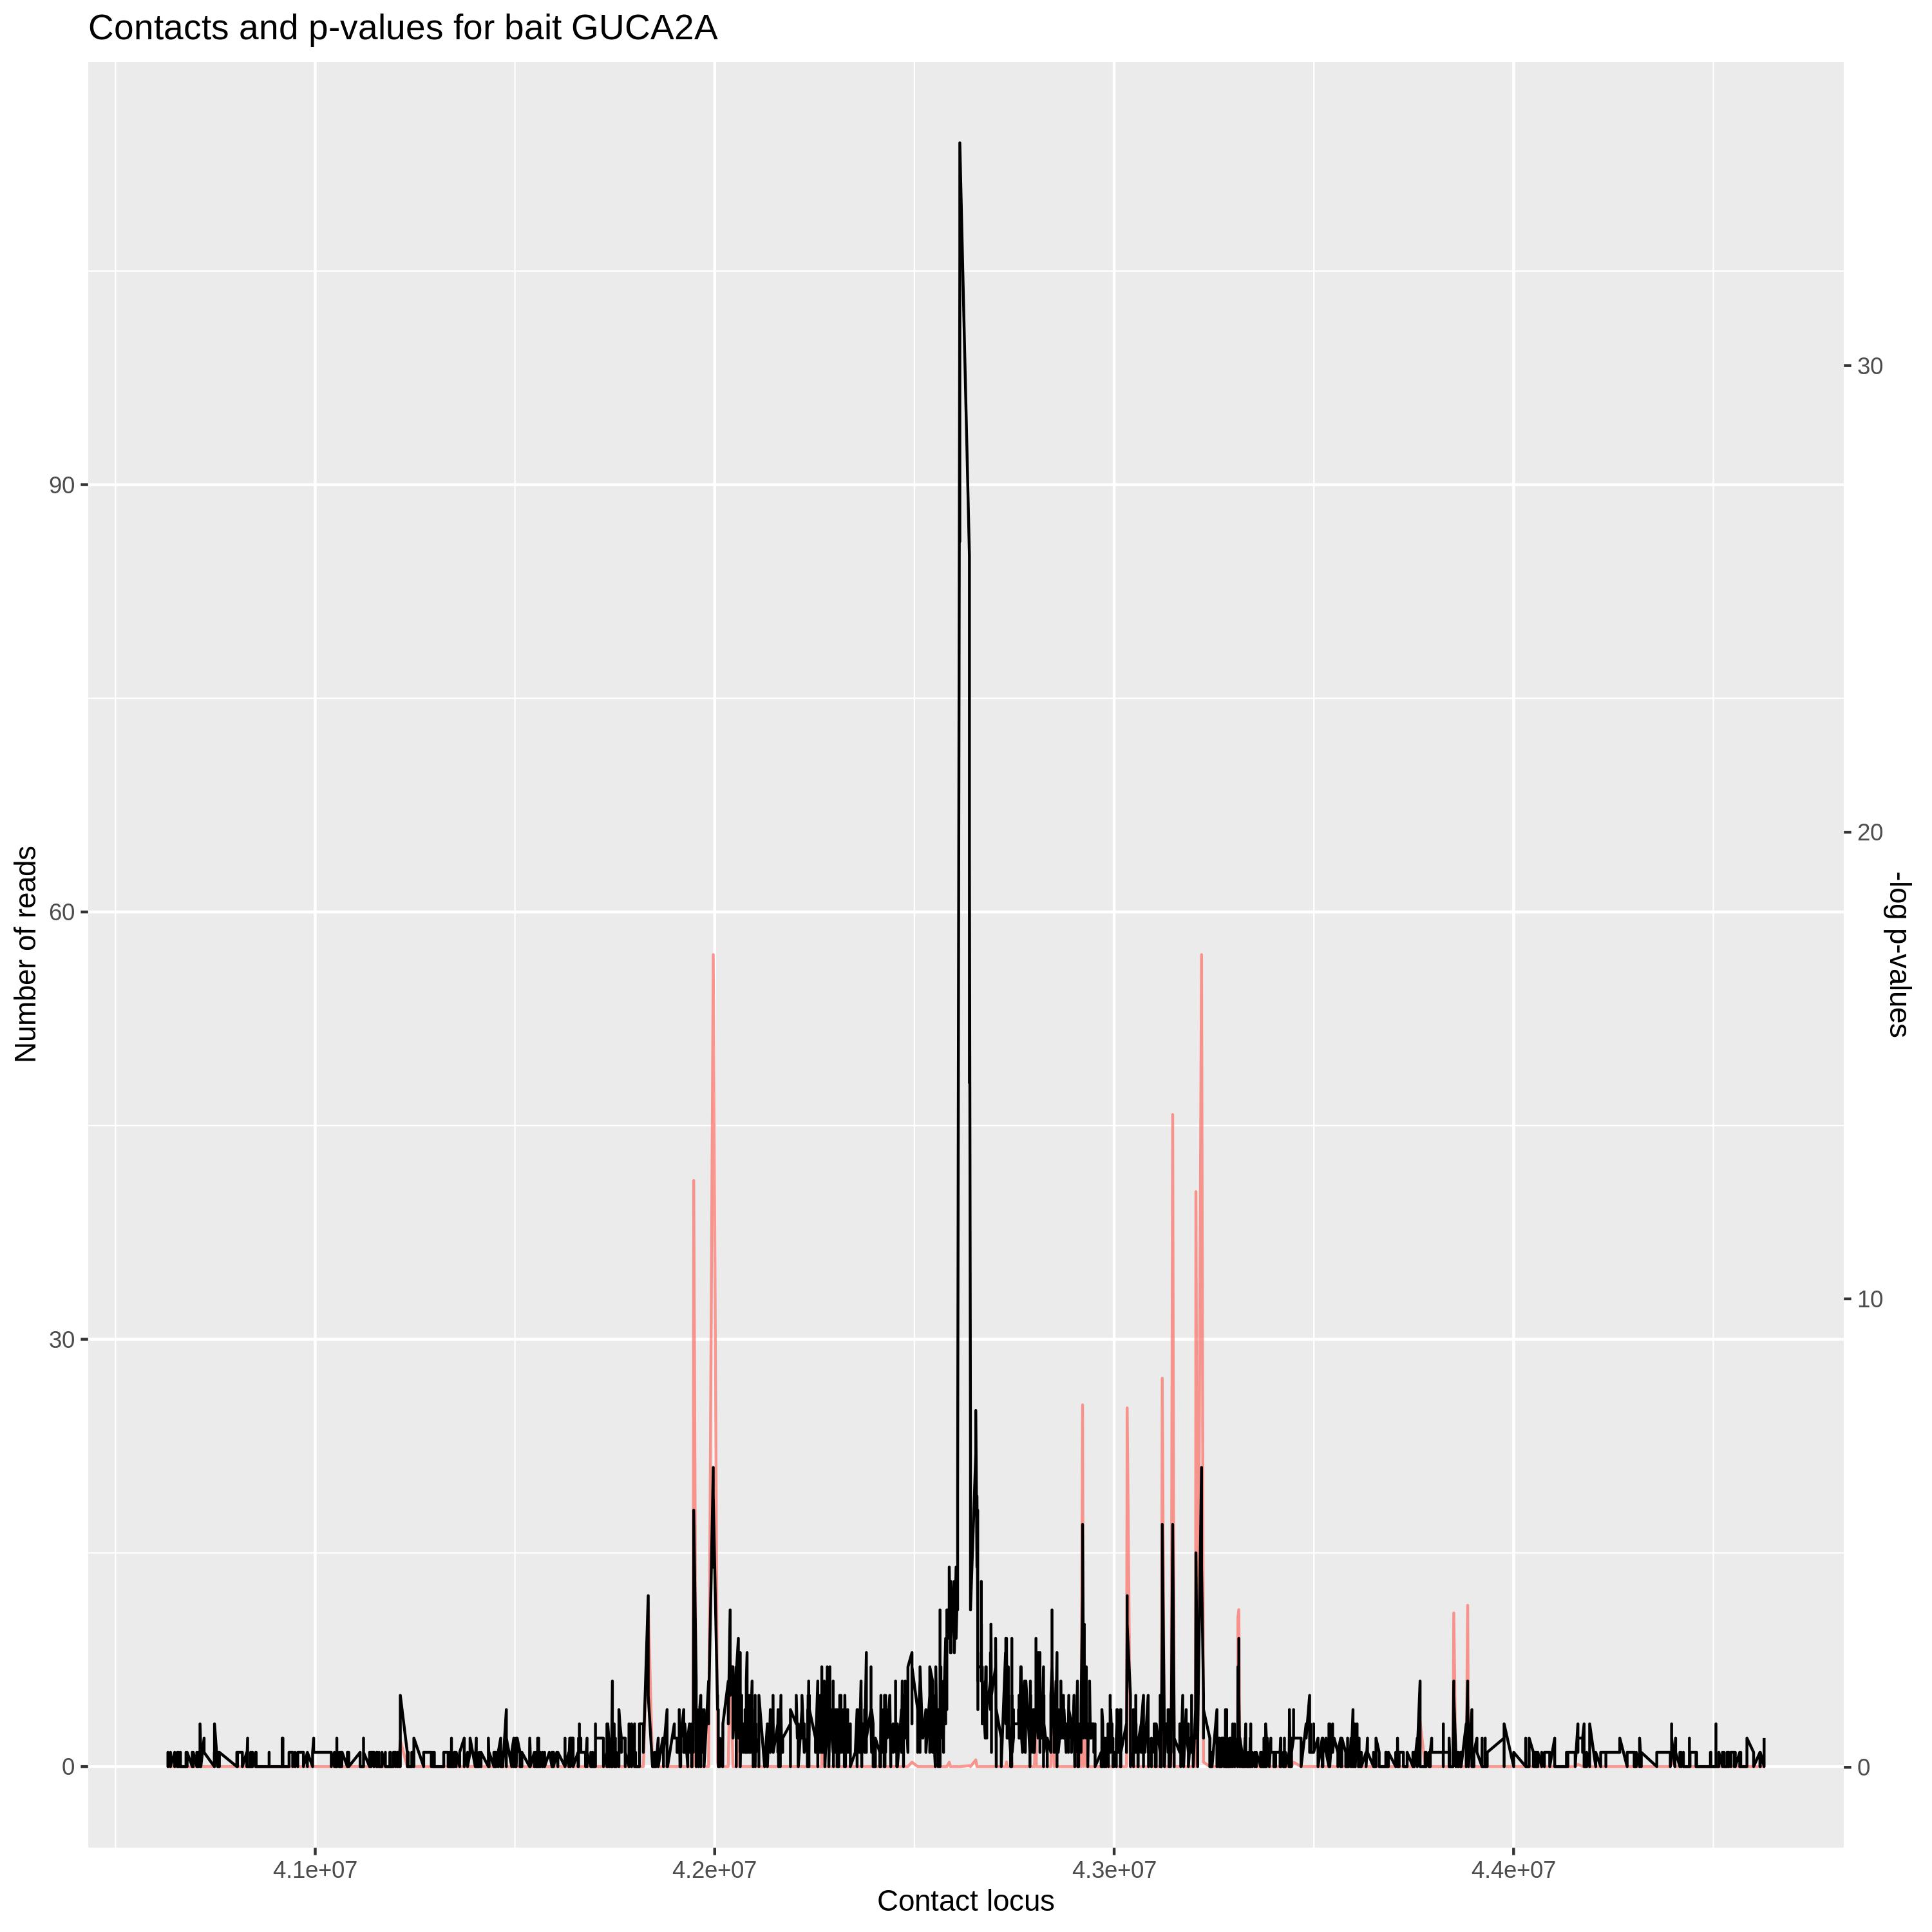 Contacts and p-values for bait GUCA2A
90
60
30
0
Number of reads
30
20
10
0
-log p-values
4.1e+07 4.2e+07 4.3e+07 4.4e+07
Contact locus